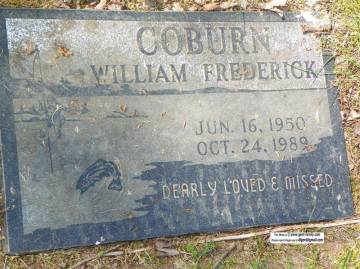 COBURN
WILLIAM FREDERICK
JUN. 16, 1950
OCT. 24, 1989
DEARLY LOVED & MISSED